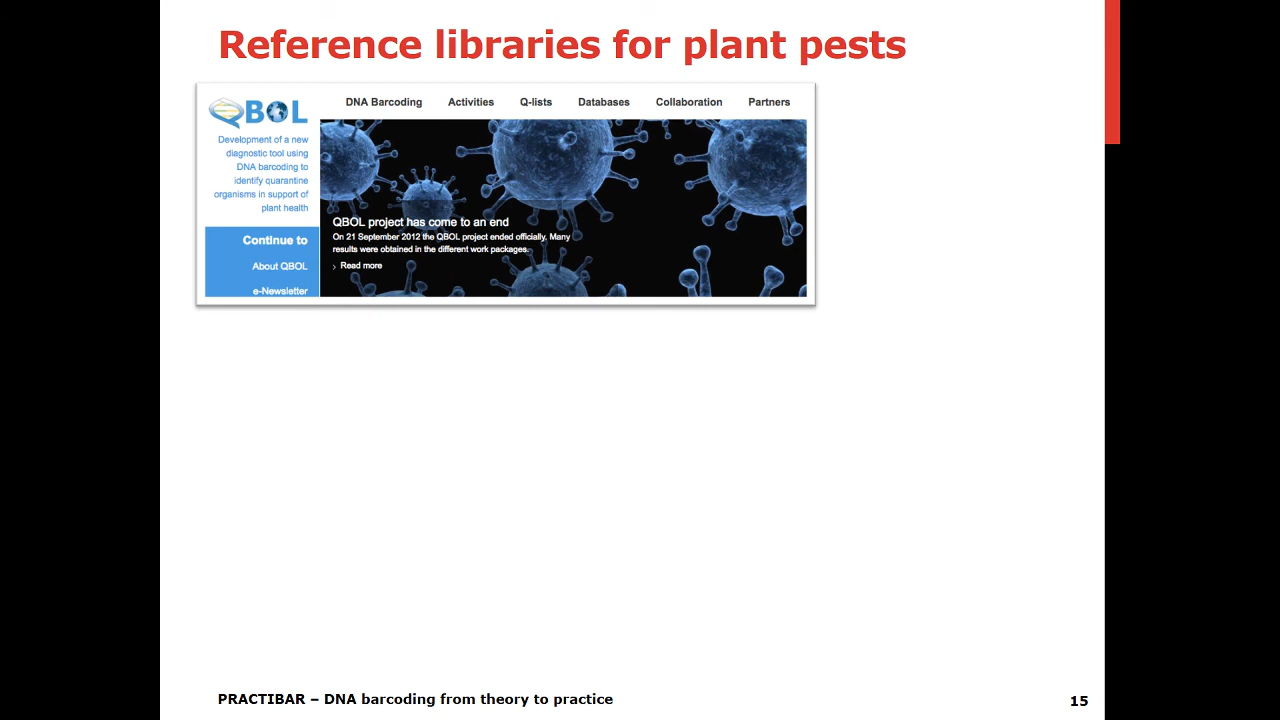 Reference libraries for plant pests
QBOL
DNA Barcoding Activities Q-lists Databases Collaboration Partners
Development of a new
diagnostic tool using
DNA barcoding to
identify quarantine
organisms in support of
plant health
Continue to
About QBOL
e-Newsletter
QBOL project has come to an end
On 21 September 2012 the QBOL project ended officially. Many
results were obtained in the different work packages.
› Read more
PRACTIBAR – DNA barcoding from theory to practice
15